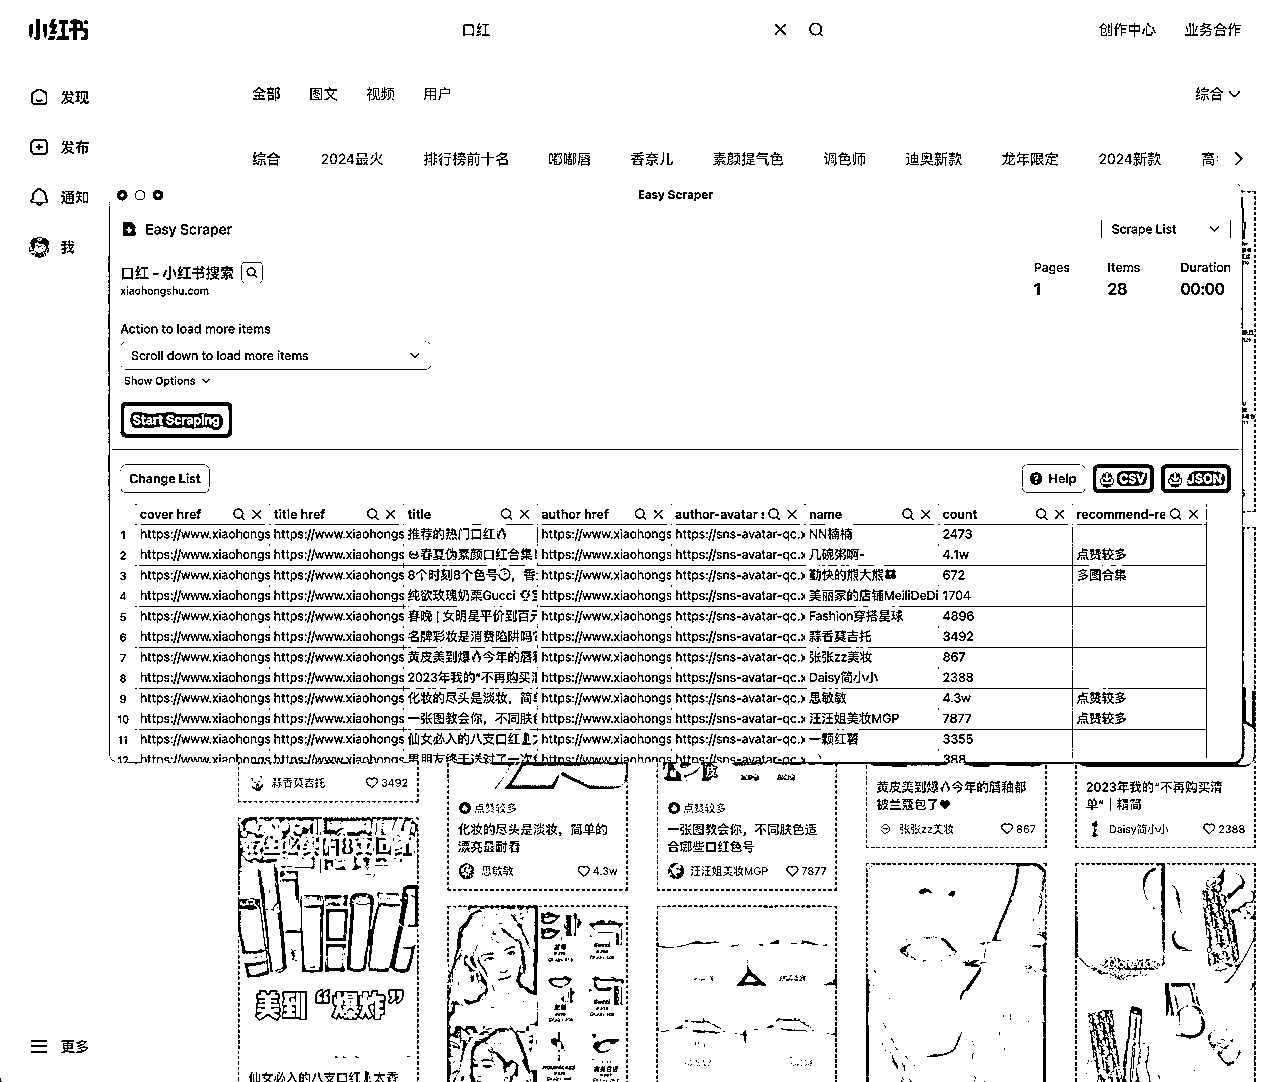 小红书
口红
创作中心 业务合作
发现
发布
通知
我
更多
全部 图文 视频 用户
综合
综合 2024最火 排行榜前十名 嘟嘟唇 香奈儿 素颜提气色 调色师 迪奥新款 龙年限定 2024新款 高
Easy Scraper
Easy Scraper
Scrape List
口红 - 小红书搜索
xiaohongshu.com
Pages Items Duration
1 28 00:00
Action to load more items
Scroll down to load more items
Show Options
Start Scraping
Change List
Help CSV JSON
cover href title href title author href author-avatar s name count recommend-re
1 https://www.xiaohongs https://www.xiaohongs 推荐的热门口红 https://www.xiaohongs https://sns-avatar-qc.x NN楠楠 2473
2 https://www.xiaohongs https://www.xiaohongs 春夏伪素颜口红合集 https://www.xiaohongs https://sns-avatar-qc.x 几碗粥啊- 4.1w 点赞较多
3 https://www.xiaohongs https://www.xiaohongs 8个时刻8个色号，香 https://www.xiaohongs https://sns-avatar-qc.x 勤快的熊大熊 672 多图合集
4 https://www.xiaohongs https://www.xiaohongs 纯欲玫瑰奶栗Gucci https://www.xiaohongs https://sns-avatar-qc.x 美丽家的店铺MeiliDeDi 1704
5 https://www.xiaohongs https://www.xiaohongs 春晚 | 女明星平价到百元 https://www.xiaohongs https://sns-avatar-qc.x Fashion穿搭星球 4896
6 https://www.xiaohongs https://www.xiaohongs 名牌彩妆是消费陷阱吗? https://www.xiaohongs https://sns-avatar-qc.x 蒜香莫吉托 3492
7 https://www.xiaohongs https://www.xiaohongs 黄皮美到爆🔥今年的唇釉 https://www.xiaohongs https://sns-avatar-qc.x 张张zz美妆 867
8 https://www.xiaohongs https://www.xiaohongs 2023年我的"不再购买清 https://www.xiaohongs https://sns-avatar-qc.x Daisy简小小 2388
9 https://www.xiaohongs https://www.xiaohongs 化妆的尽头是淡妆，简单 https://www.xiaohongs https://sns-avatar-qc.x 思敏敏 4.3w 点赞较多
10 https://www.xiaohongs https://www.xiaohongs 一张图教会你，不同肤 https://www.xiaohongs https://sns-avatar-qc.x 汪汪姐美妆MGP 7877 点赞较多
11 https://www.xiaohongs https://www.xiaohongs 仙女必入的八支口红💄 https://www.xiaohongs https://sns-avatar-qc.x 一颗红薯 3355
12 https://www.xiaohongs https://www.xiaohongs 男朋友终于送对了一次 https://www.xiaohongs https://sns-avatar-qc.x 388
蒜香莫吉托 3492
美到“爆炸”
仙女必入的八支口红💄太香
点赞较多
化妆的尽头是淡妆，简单的
漂亮最耐看
思敏敏 4.3w
点赞较多
一张图教会你，不同肤色适
合哪些口红色号
汪汪姐美妆MGP 7877
黄皮美到爆🔥今年的唇釉都
被兰蔻包了🖤
张张zz美妆 867
2023年我的"不再购买清
单" | 精简
Daisy简小小 2388